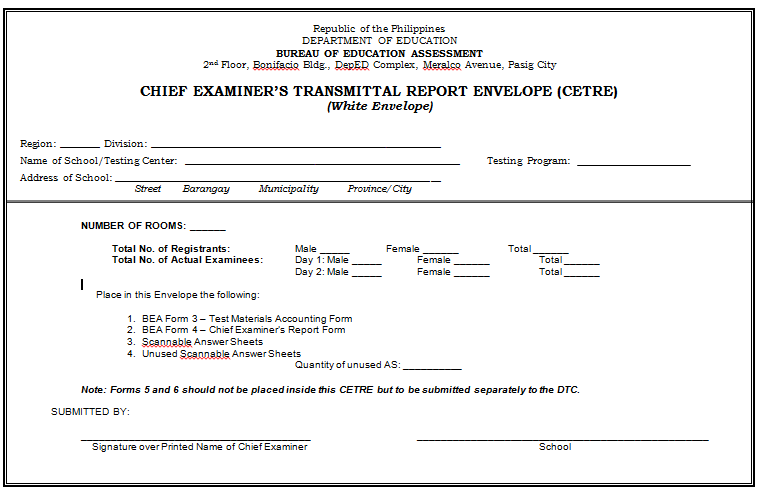 Republic of the Philippines
DEPARTMENT OF EDUCATION
BUREAU OF EDUCATION ASSESSMENT
2nd Floor, Bonifacio Bldg., DepED Complex, Meralco Avenue, Pasig City
CHIEF EXAMINER'S TRANSMITTAL REPORT ENVELOPE (CETRE)
(White Envelope)
Region: _______ Division: ______________________________
Name of School/Testing Center: ______________________________ Testing Program: ______________
Address of School: ______________________________
Street Barangay Municipality Province/City
NUMBER OF ROOMS: ______
Total No. of Registrants: Male _____ Female ______ Total ______
Total No. of Actual Examinees: Day 1: Male _____ Female ______ Total ______
Day 2: Male _____ Female ______ Total ______
Place in this Envelope the following:
1. BEA Form 3 – Test Materials Accounting Form
2. BEA Form 4 – Chief Examiner's Report Form
3. Scannable Answer Sheets
4. Unused Scannable Answer Sheets
Quantity of unused AS: __________
Note: Forms 5 and 6 should not be placed inside this CETRE but to be submitted separately to the DTC.
SUBMITTED BY:
Signature over Printed Name of Chief Examiner School